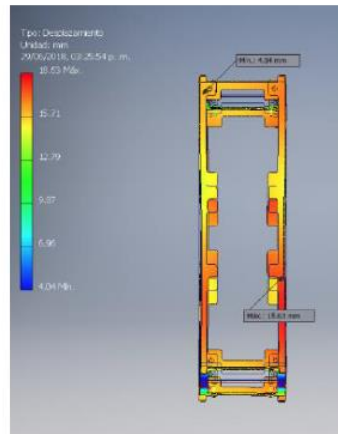 Tipo: Desplazamiento
Unidad: mm
29/06/2018, 03:25:54 p. m.
18.63 Máx.
15.71
12.79
9.87
6.96
4.04 Mín.
Mín.: 4.04 mm
Máx.: 18.63 mm